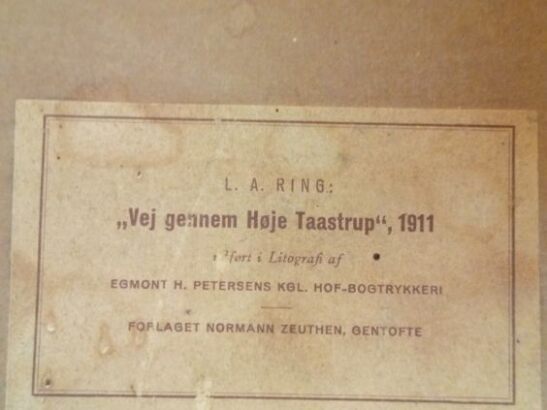 L. A. RING:
„Vej gennem Høje Taastrup“, 1911
i Litografi af
EGMONT H. PETERSENS KGL. HOF-BOGTRYKKERI
FORLAGET NORMANN ZEUTHEN, GENTOFTE